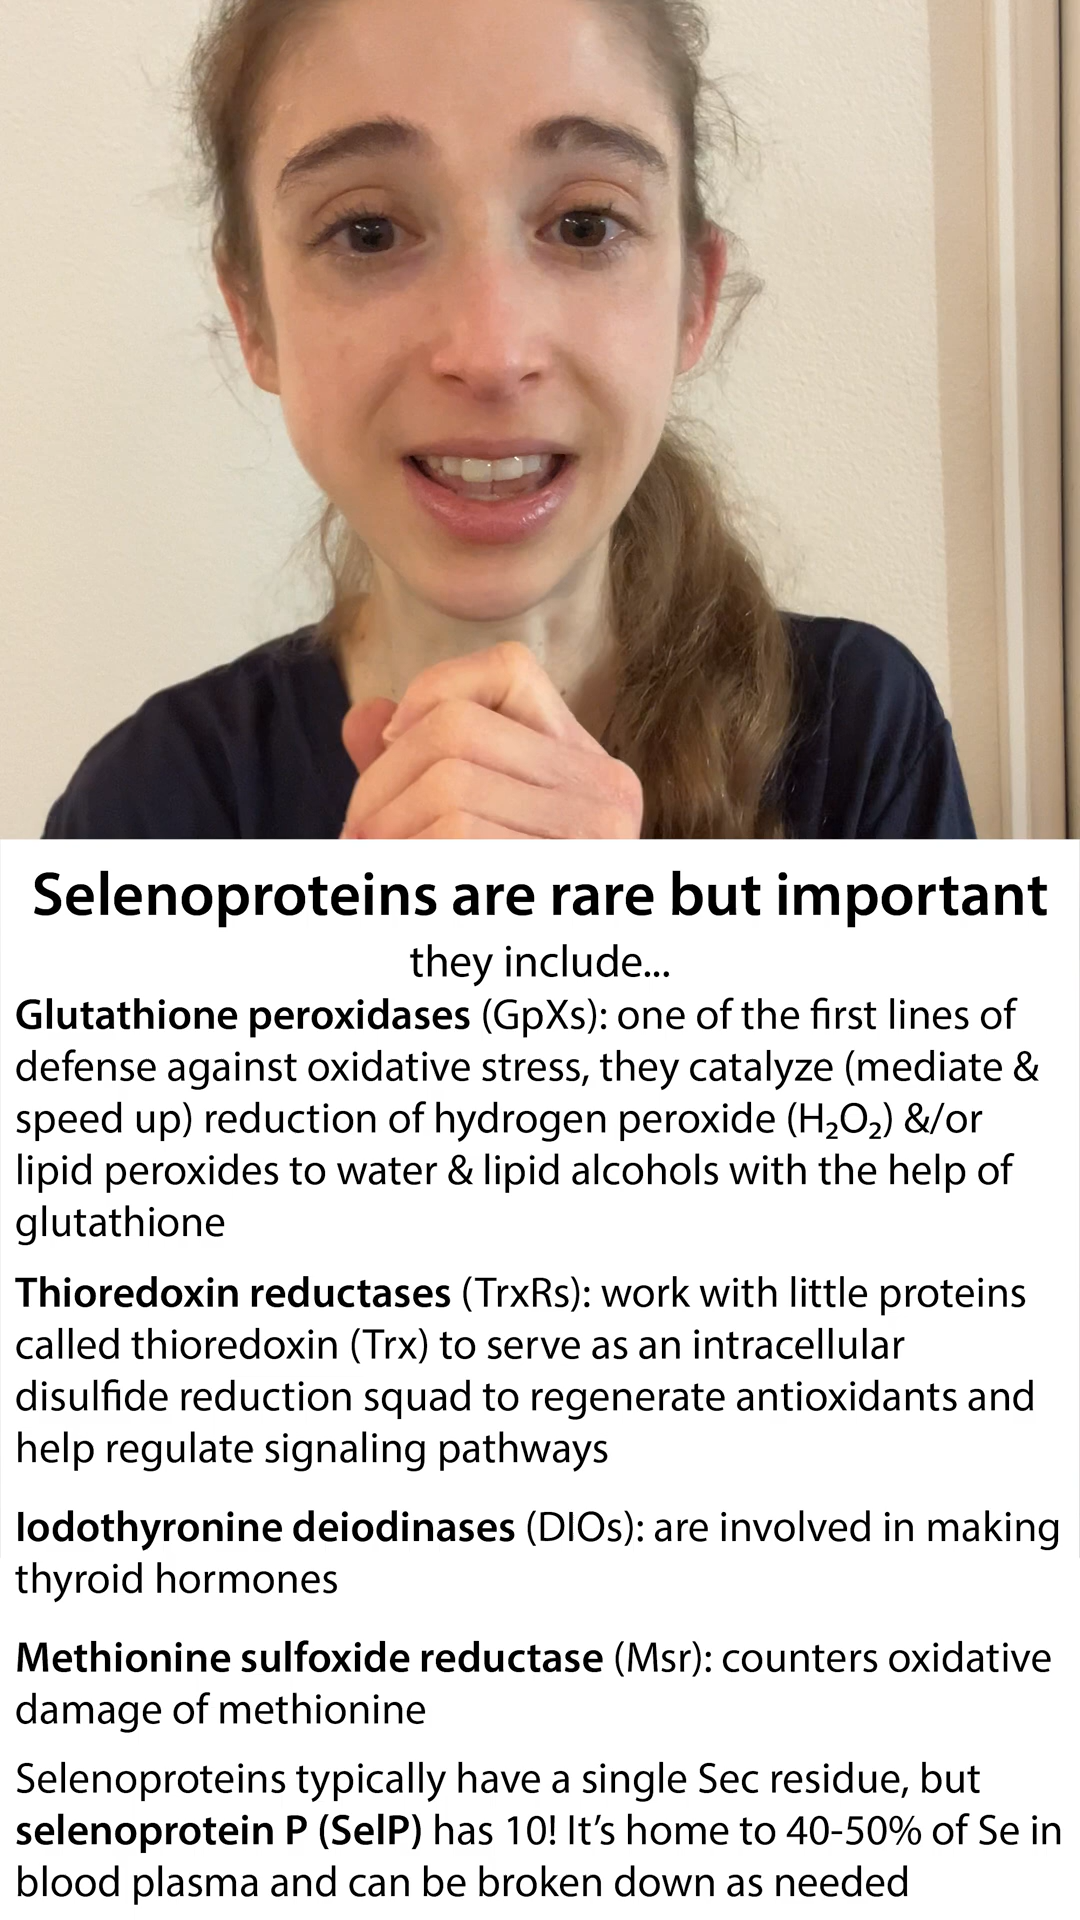 Selenoproteins are rare but important
they include...
Glutathione peroxidases (GpXs): one of the first lines of
defense against oxidative stress, they catalyze (mediate &
speed up) reduction of hydrogen peroxide (H₂O₂) &/or
lipid peroxides to water & lipid alcohols with the help of
glutathione
Thioredoxin reductases (TrxRs): work with little proteins
called thioredoxin (Trx) to serve as an intracellular
disulfide reduction squad to regenerate antioxidants and
help regulate signaling pathways
Iodothyronine deiodinases (DIOs): are involved in making
thyroid hormones
Methionine sulfoxide reductase (Msr): counters oxidative
damage of methionine
Selenoproteins typically have a single Sec residue, but
selenoprotein P (SelP) has 10! It's home to 40-50% of Se in
blood plasma and can be broken down as needed